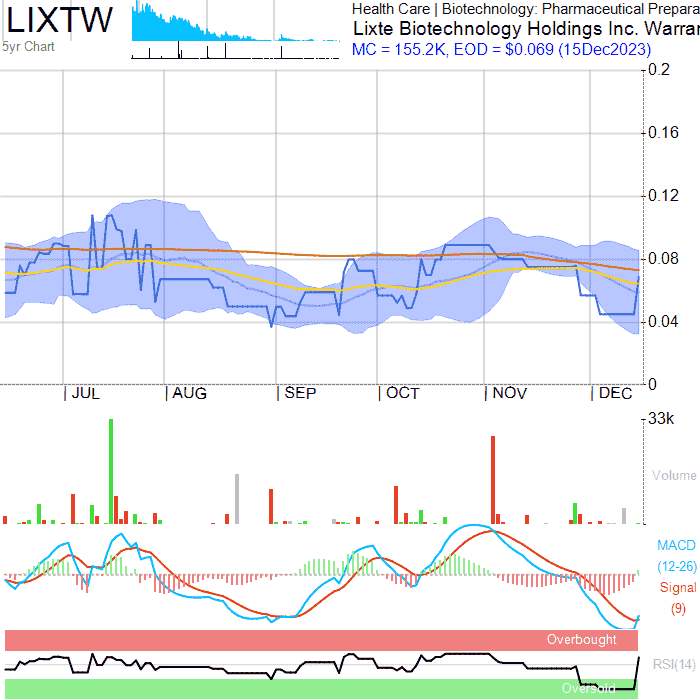 LIXTW
5yr Chart
Health Care | Biotechnology: Pharmaceutical Prepara
Lixte Biotechnology Holdings Inc. Warran
MC = 155.2K, EOD = $0.069 (15Dec2023)
0.2
0.16
0.12
0.08
0.04
0
JUL
AUG
SEP
OCT
NOV
DEC
33k
Volume
MACD
(12-26)
Signal
(9)
Overbought
RSI(14)
Oversold